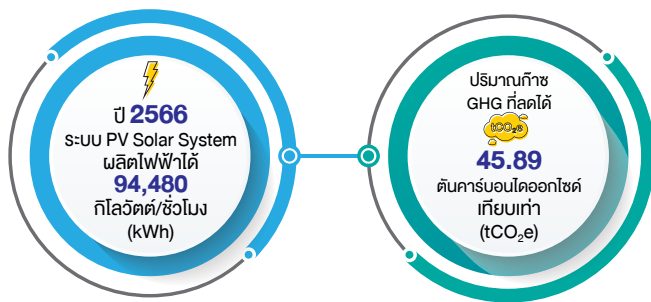 ปี 2566
ระบบ PV Solar System
ผลิตไฟฟ้าได้
94,480
กิโลวัตต์/ชั่วโมง
(kWh)
ปริมาณก๊าซ
GHG ที่ลดได้
tCO₂e
45.89
ตันคาร์บอนไดออกไซด์
เทียบเท่า
(tCO₂e)